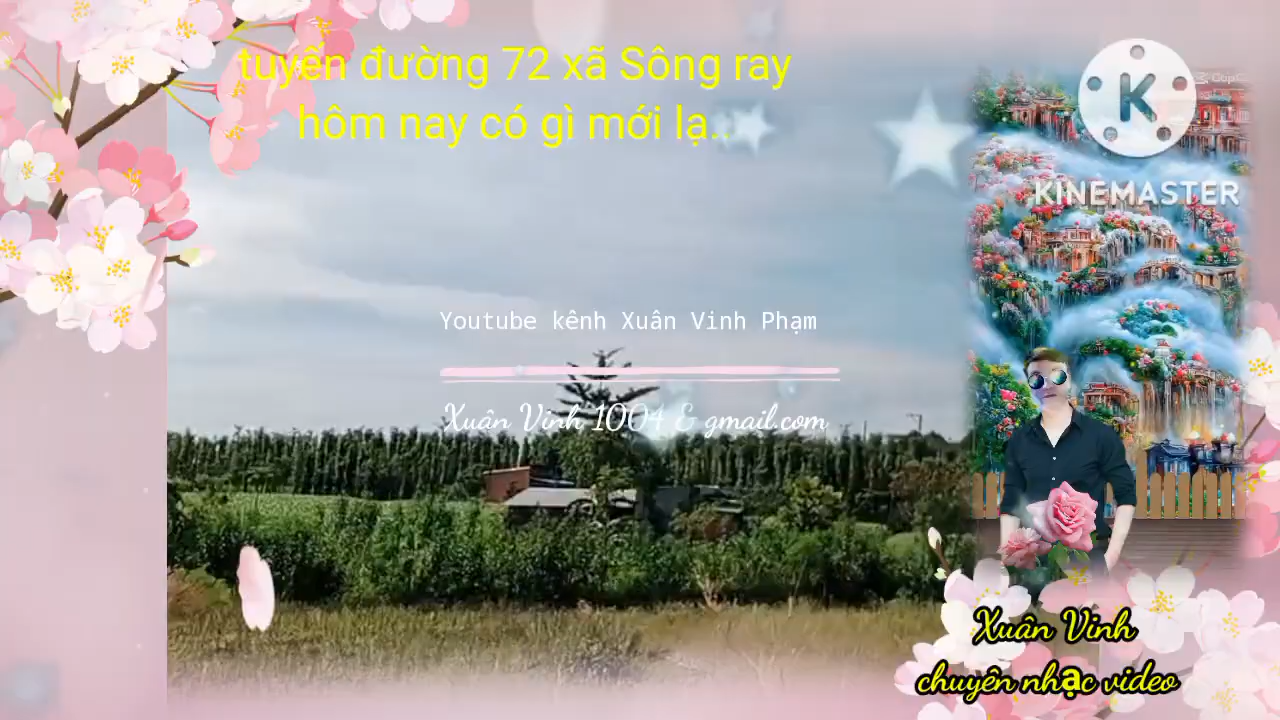 tuyến đường 72 xã Sông ray
hôm nay có gì mới lạ..
KINEMASTER
Youtube kênh Xuân Vinh Phạm
Xuân Vinh 1004 & gmail.com
Xuân Vinh
chuyên nhạc video